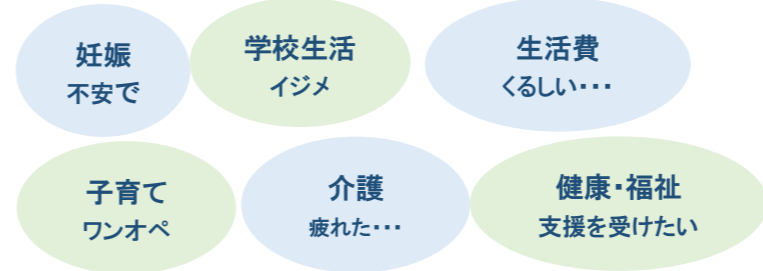 妊娠
不安で
学校生活
イジメ
生活費
くるしい･･･
子育て
ワンオペ
介護
疲れた･･･
健康･福祉
支援を受けたい